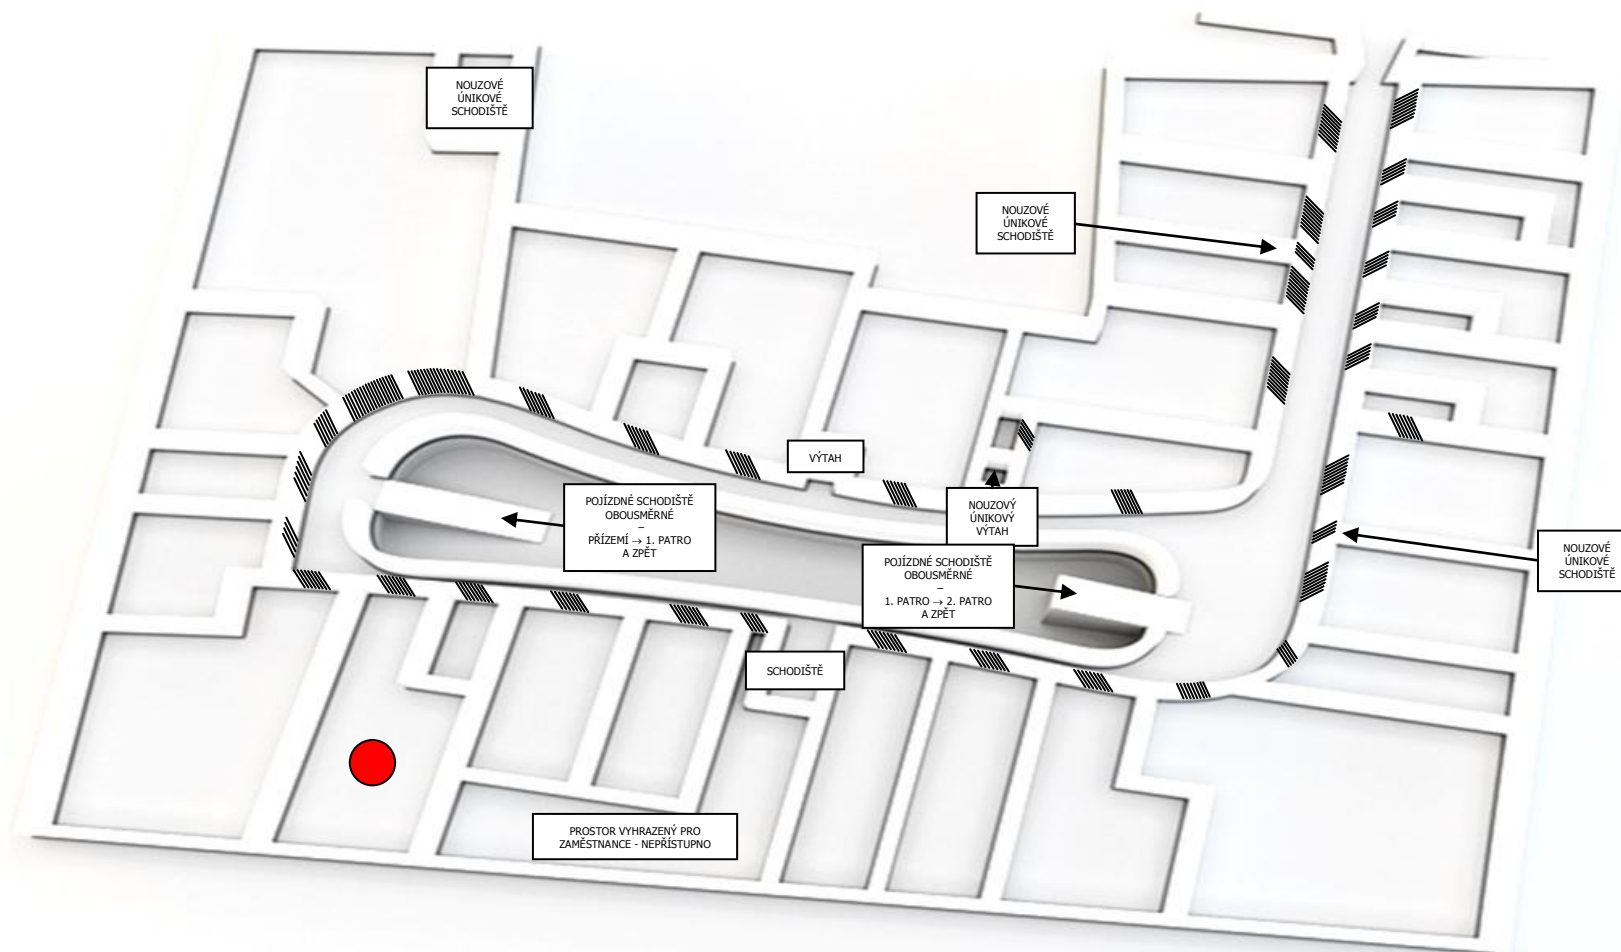 NOUZOVÉ
ÚNIKOVÉ
SCHODIŠTĚ
NOUZOVÉ
ÚNIKOVÉ
SCHODIŠTĚ
VÝTAH
POJÍZDNÉ SCHODIŠTĚ
OBOUSMĚRNÉ
–
PŘÍZEMÍ → 1. PATRO
A ZPĚT
NOUZOVÝ
ÚNIKOVÝ
VÝTAH
POJÍZDNÉ SCHODIŠTĚ
OBOUSMĚRNÉ
–
1. PATRO → 2. PATRO
A ZPĚT
NOUZOVÉ
ÚNIKOVÉ
SCHODIŠTĚ
SCHODIŠTĚ
PROSTOR VYHRAZENÝ PRO
ZAMĚSTNANCE - NEPŘÍSTUPNO